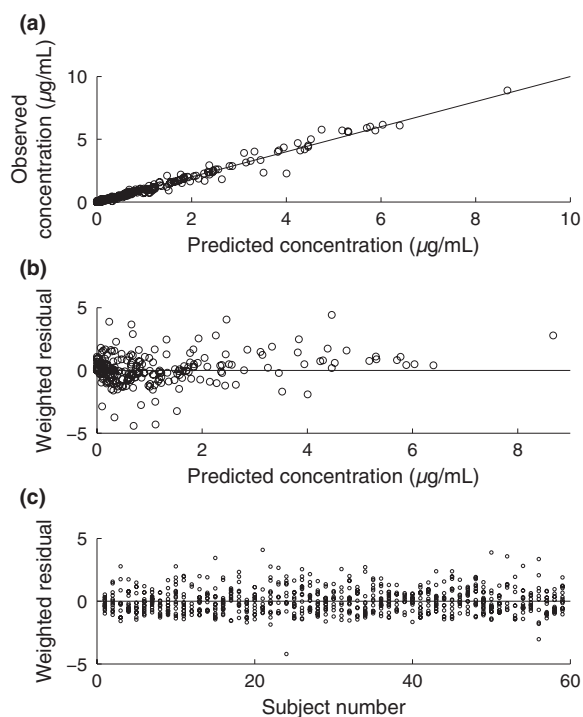 (a)
10
5
0
Observed
concentration (µg/mL)
0 2 4 6 8 10
Predicted concentration (µg/mL)
(b)
5
0
−5
Weighted residual
0 2 4 6 8
Predicted concentration (µg/mL)
(c)
5
0
−5
Weighted residual
0 20 40 60
Subject number